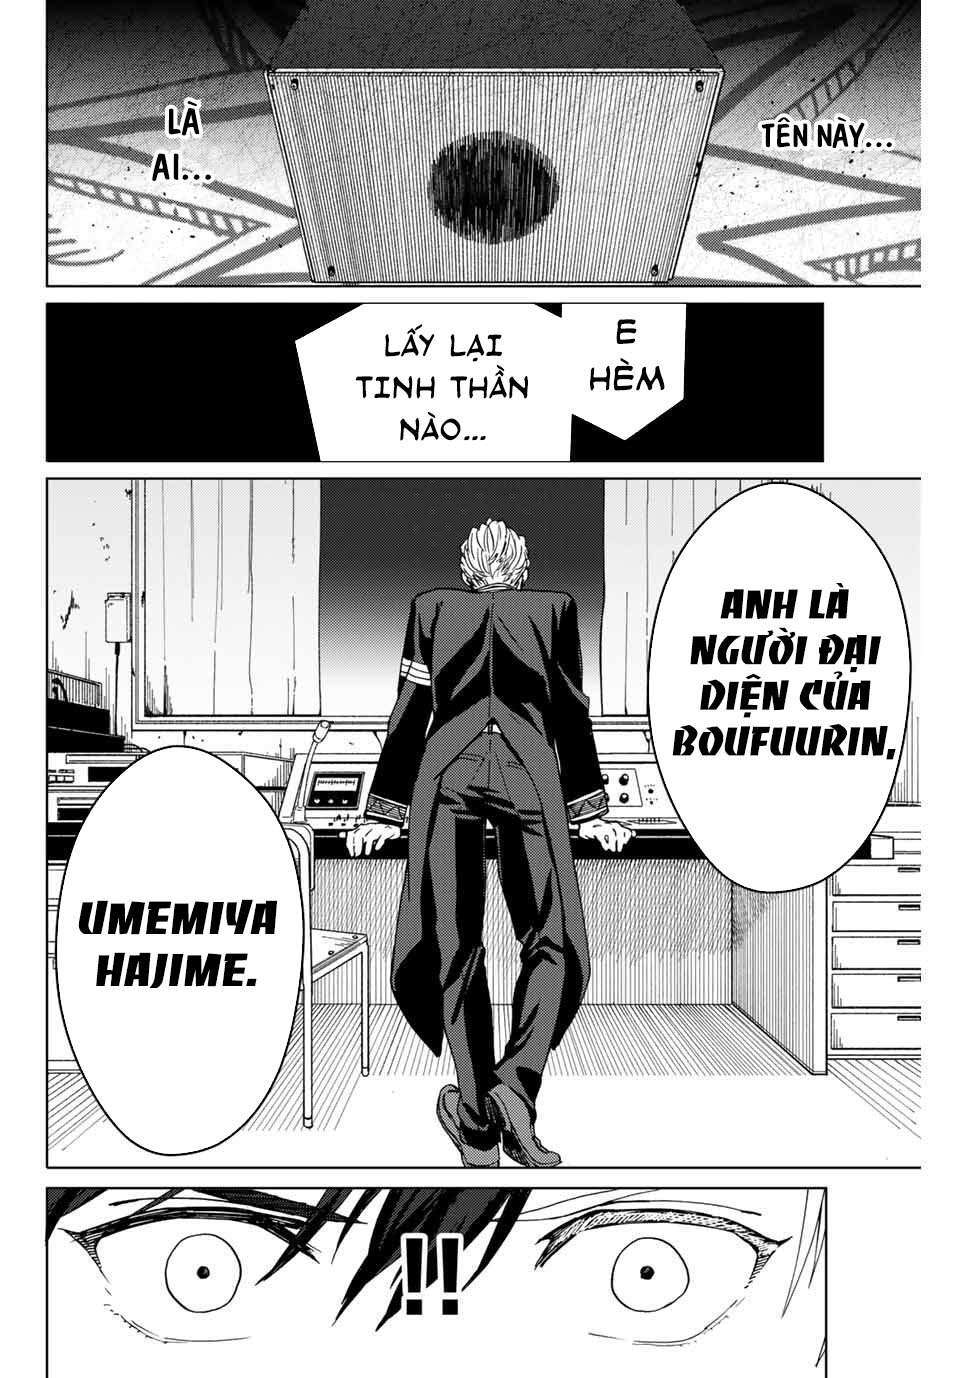 TÊN NÀY...
LÀ
AI...
E
HÈM
LẤY LẠI
TINH THẦN
NÀO...
ANH LÀ
NGƯỜI ĐẠI
DIỆN CỦA
BOUFUURIN,
UMEMIYA
HAJIME.
!!